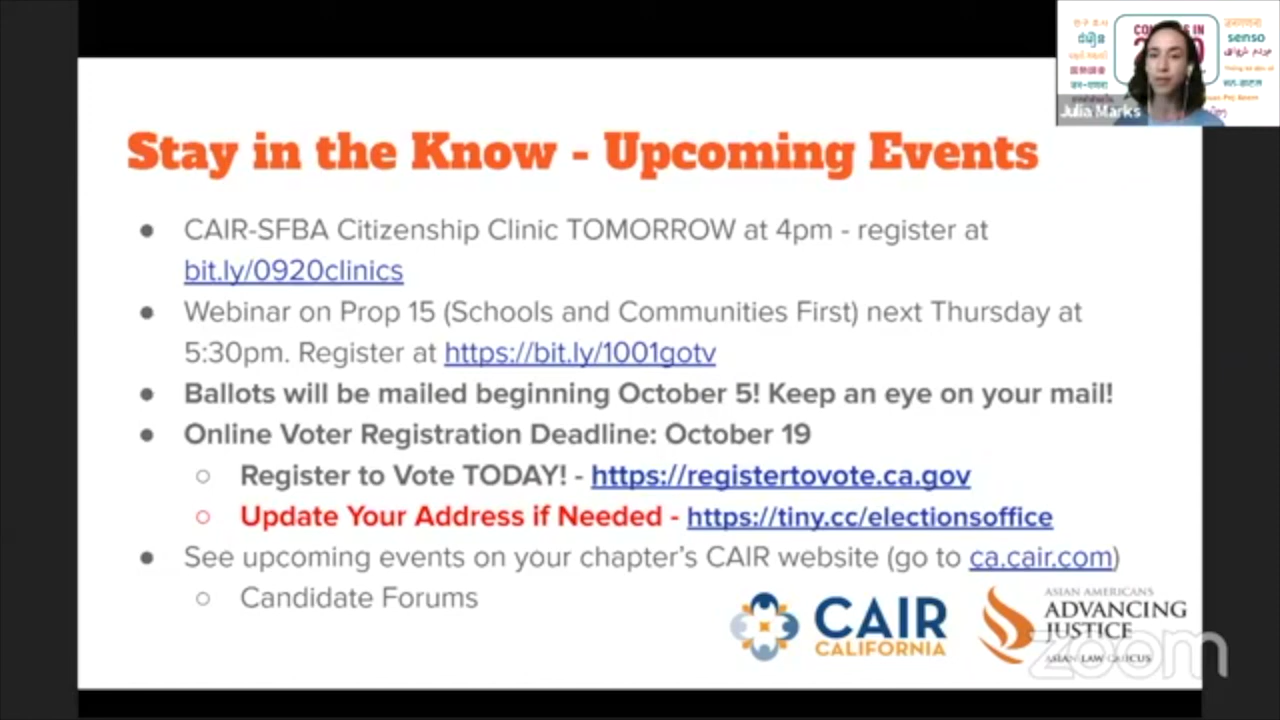 Stay in the Know - Upcoming Events
● CAIR-SFBA Citizenship Clinic TOMORROW at 4pm - register at
bit.ly/0920clinics
● Webinar on Prop 15 (Schools and Communities First) next Thursday at
5:30pm. Register at https://bit.ly/1001gotv
● Ballots will be mailed beginning October 5! Keep an eye on your mail!
● Online Voter Registration Deadline: October 19
○ Register to Vote TODAY! - https://registertovote.ca.gov
○ Update Your Address if Needed - https://tiny.cc/electionsoffice
● See upcoming events on your chapter's CAIR website (go to ca.cair.com)
○ Candidate Forums
CAIR
CALIFORNIA
ASIAN AMERICANS
ADVANCING
JUSTICE
ASIAN LAW CAUCUS
zoom
senso
Julia Marks